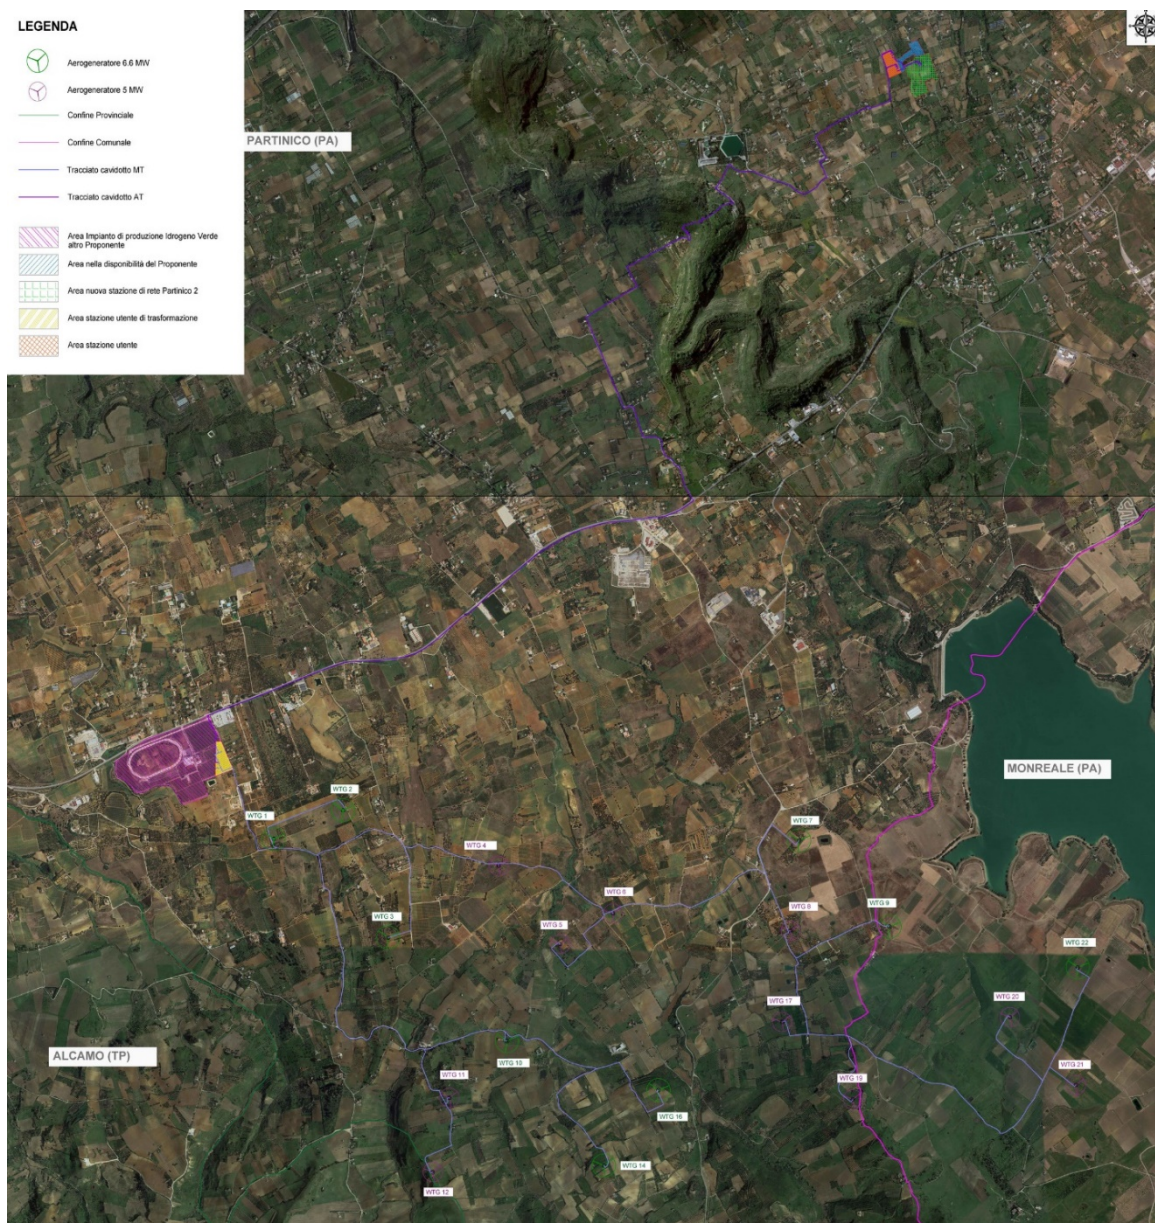 LEGENDA
Aerogeneratore 6.6 MW
Aerogeneratore 5 MW
Confine Provinciale
Confine Comunale
Tracciato cavidotto MT
Tracciato cavidotto AT
Area Impianto di produzione Idrogeno Verde
altro Proponente
Area nella disponibilità del Proponente
Area nuova stazione di rete Partinico 2
Area stazione utente di trasformazione
Area stazione utente
PARTINICO (PA)
MONREALE (PA)
WTG 2
WTG 1
WTG 7
WTG 4
WTG 6
WTG 9
WTG 8
WTG 3
WTG 5
WTG 22
WTG 20
WTG 17
ALCAMO (TP)
WTG 10
WTG 21
WTG 11
WTG 19
WTG 16
WTG 14
WTG 12